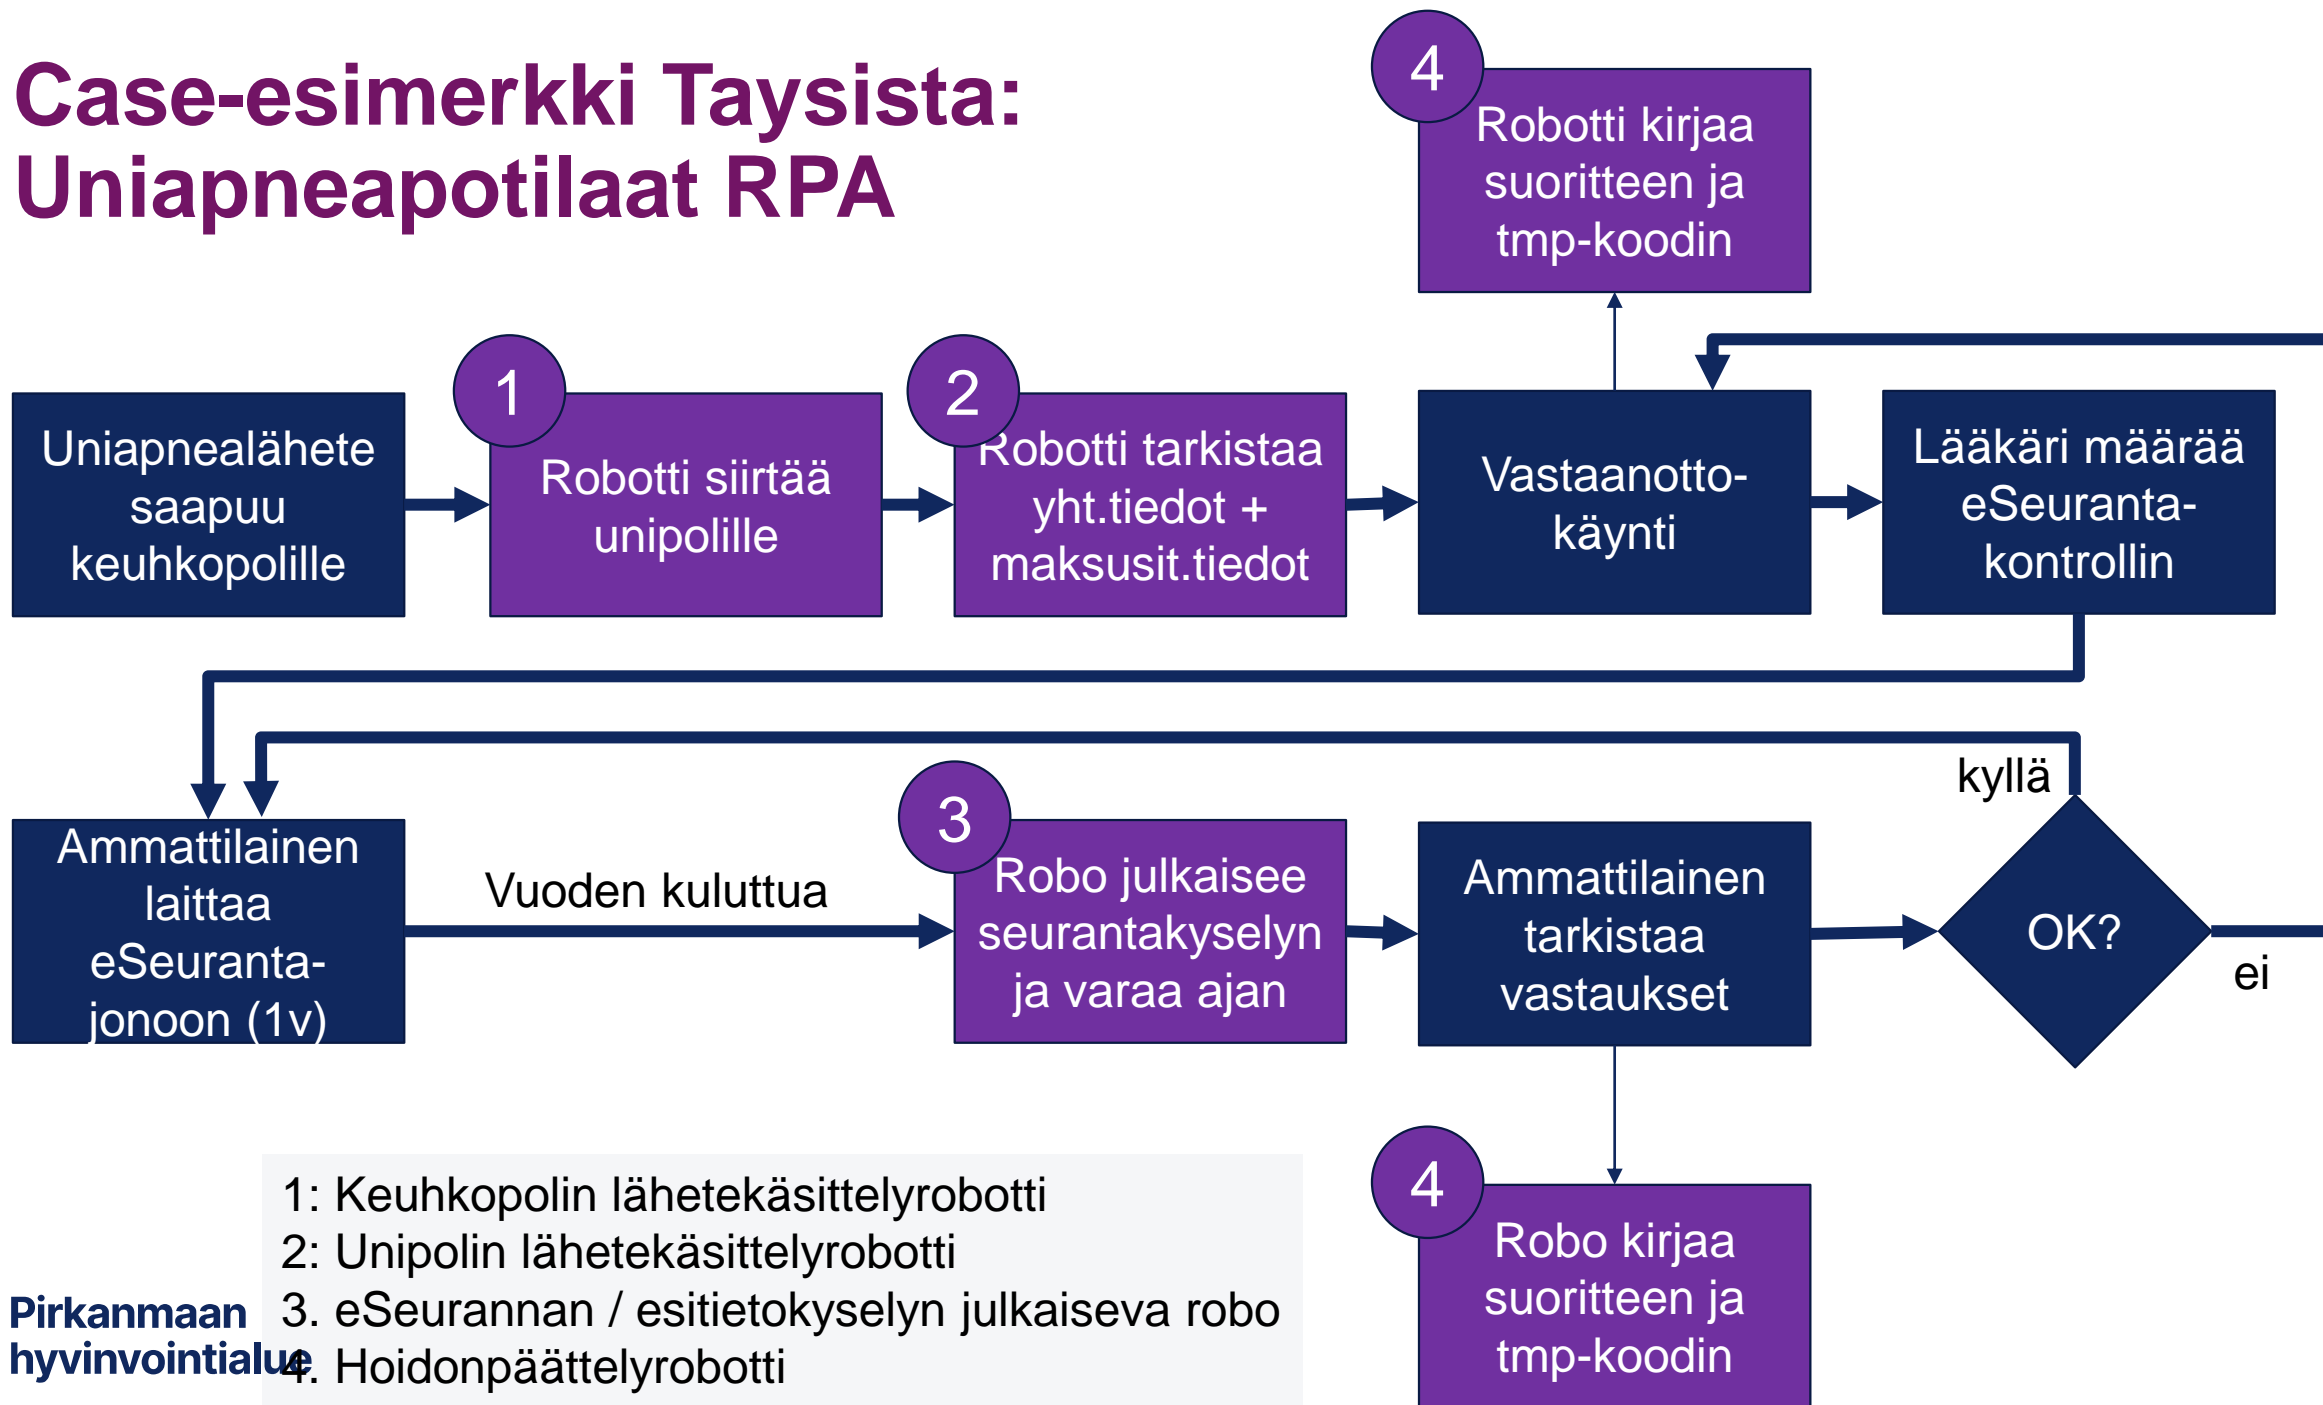 Case-esimerkki Taysista:
Uniapneapotilaat RPA
4
Robotti kirjaa
suoritteen ja
tmp-koodin
Uniapnealähete
saapuu
keuhkopolille
1
Robotti siirtää
unipolille
2
Robotti tarkistaa
yht.tiedot +
maksusit.tiedot
Vastaanotto-
käynti
Lääkäri määrää
eSeuranta-
kontrollin
Ammattilainen
laittaa
eSeuranta-
jonoon (1v)
Vuoden kuluttua
3
Robo julkaisee
seurantakyselyn
ja varaa ajan
Ammattilainen
tarkistaa
vastaukset
OK?
kyllä
ei
4
Robo kirjaa
suoritteen ja
tmp-koodin
1: Keuhkopolin lähetekäsittelyrobotti
2: Unipolin lähetekäsittelyrobotti
3. eSeurannan / esitietokyselyn julkaiseva robo
4. Hoidonpäättelyrobotti
Pirkanmaan
hyvinvointialue